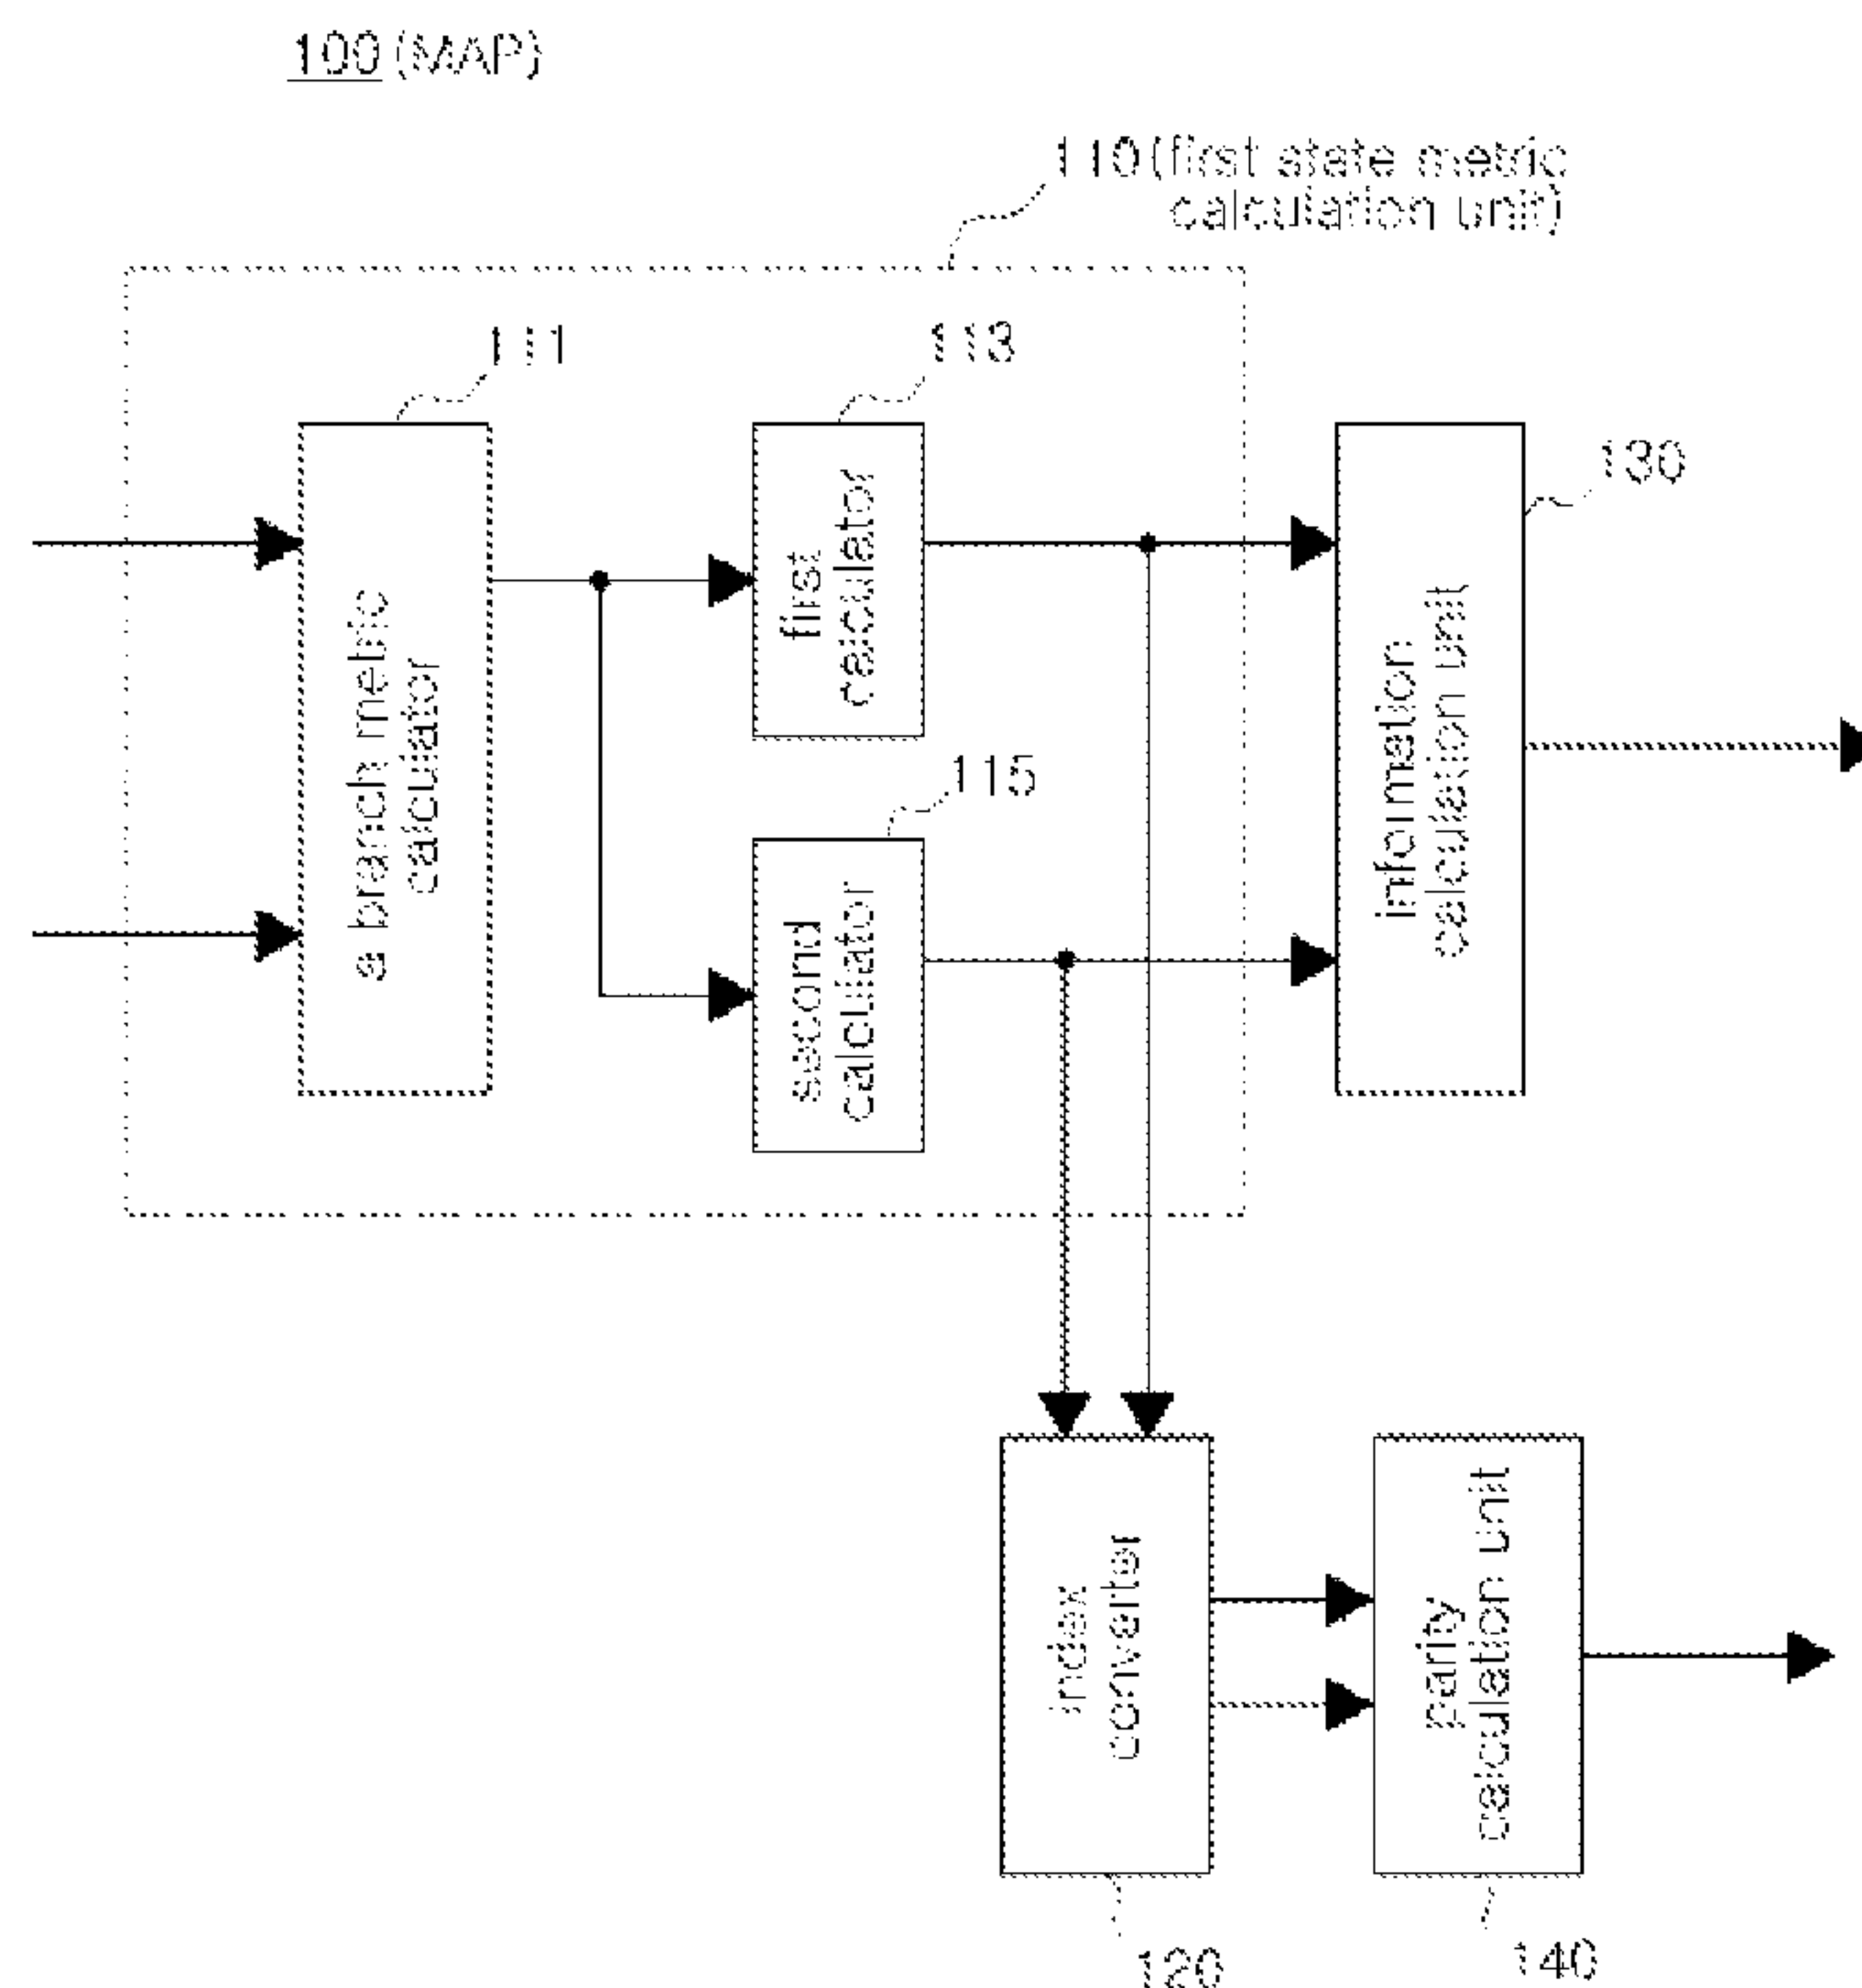 100 (MAP)
110 (first state metric
calculation unit)
111
113
130
a branch metric
calculator
first
calculator
115
second
calculator
information
calculation unit
index
converter
parity
calculation unit
120
140